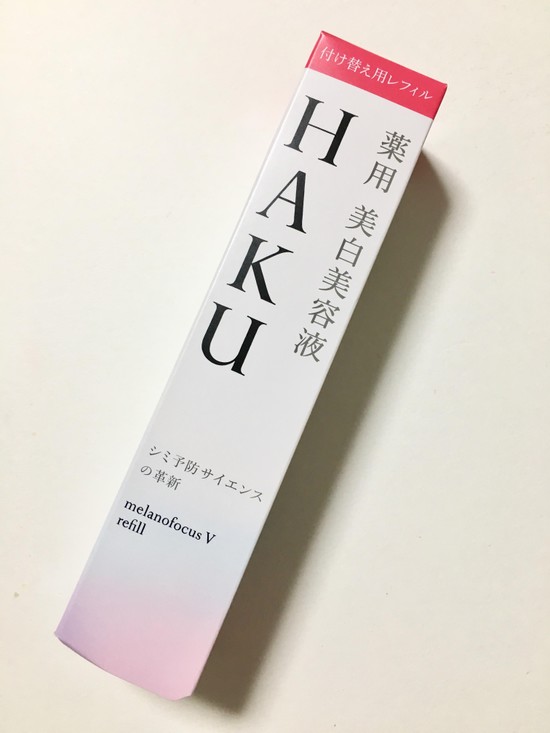 付け替え用レフィル
HAKU
薬用 美白美容液
シミ予防サイエンス
の革新
melanofocus V
refill